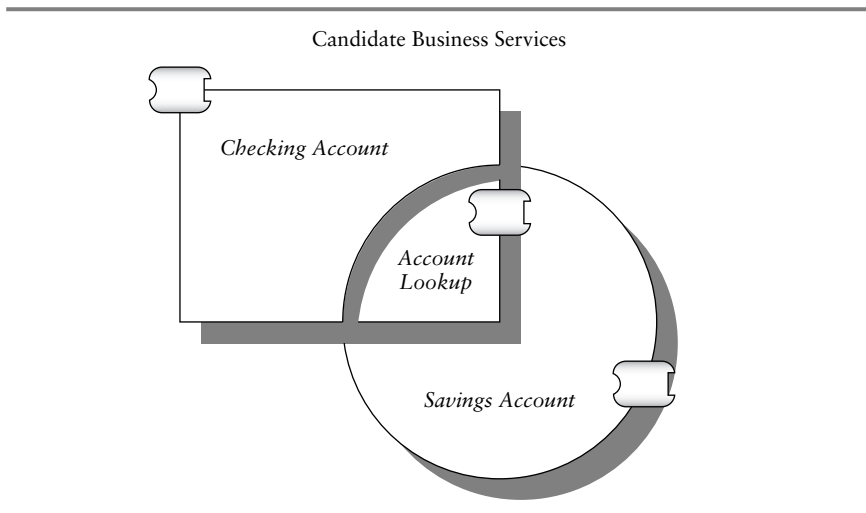 Candidate Business Services
Checking Account
Account
Lookup
Savings Account